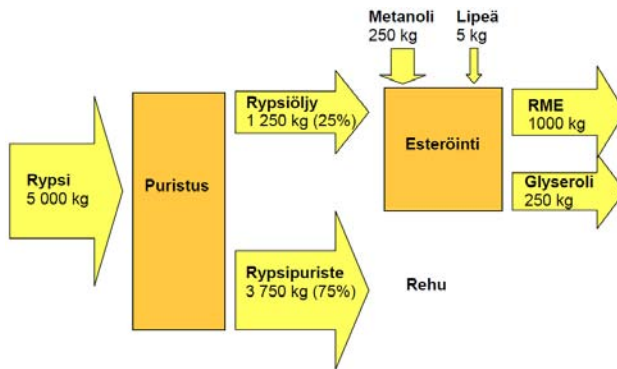 Metanoli
250 kg
Lipeä
5 kg
Rypsiöljy
1 250 kg (25%)
RME
1000 kg
Esteröinti
Rypsi
5 000 kg
Puristus
Glyseroli
250 kg
Rypsipuriste
3 750 kg (75%)
Rehu